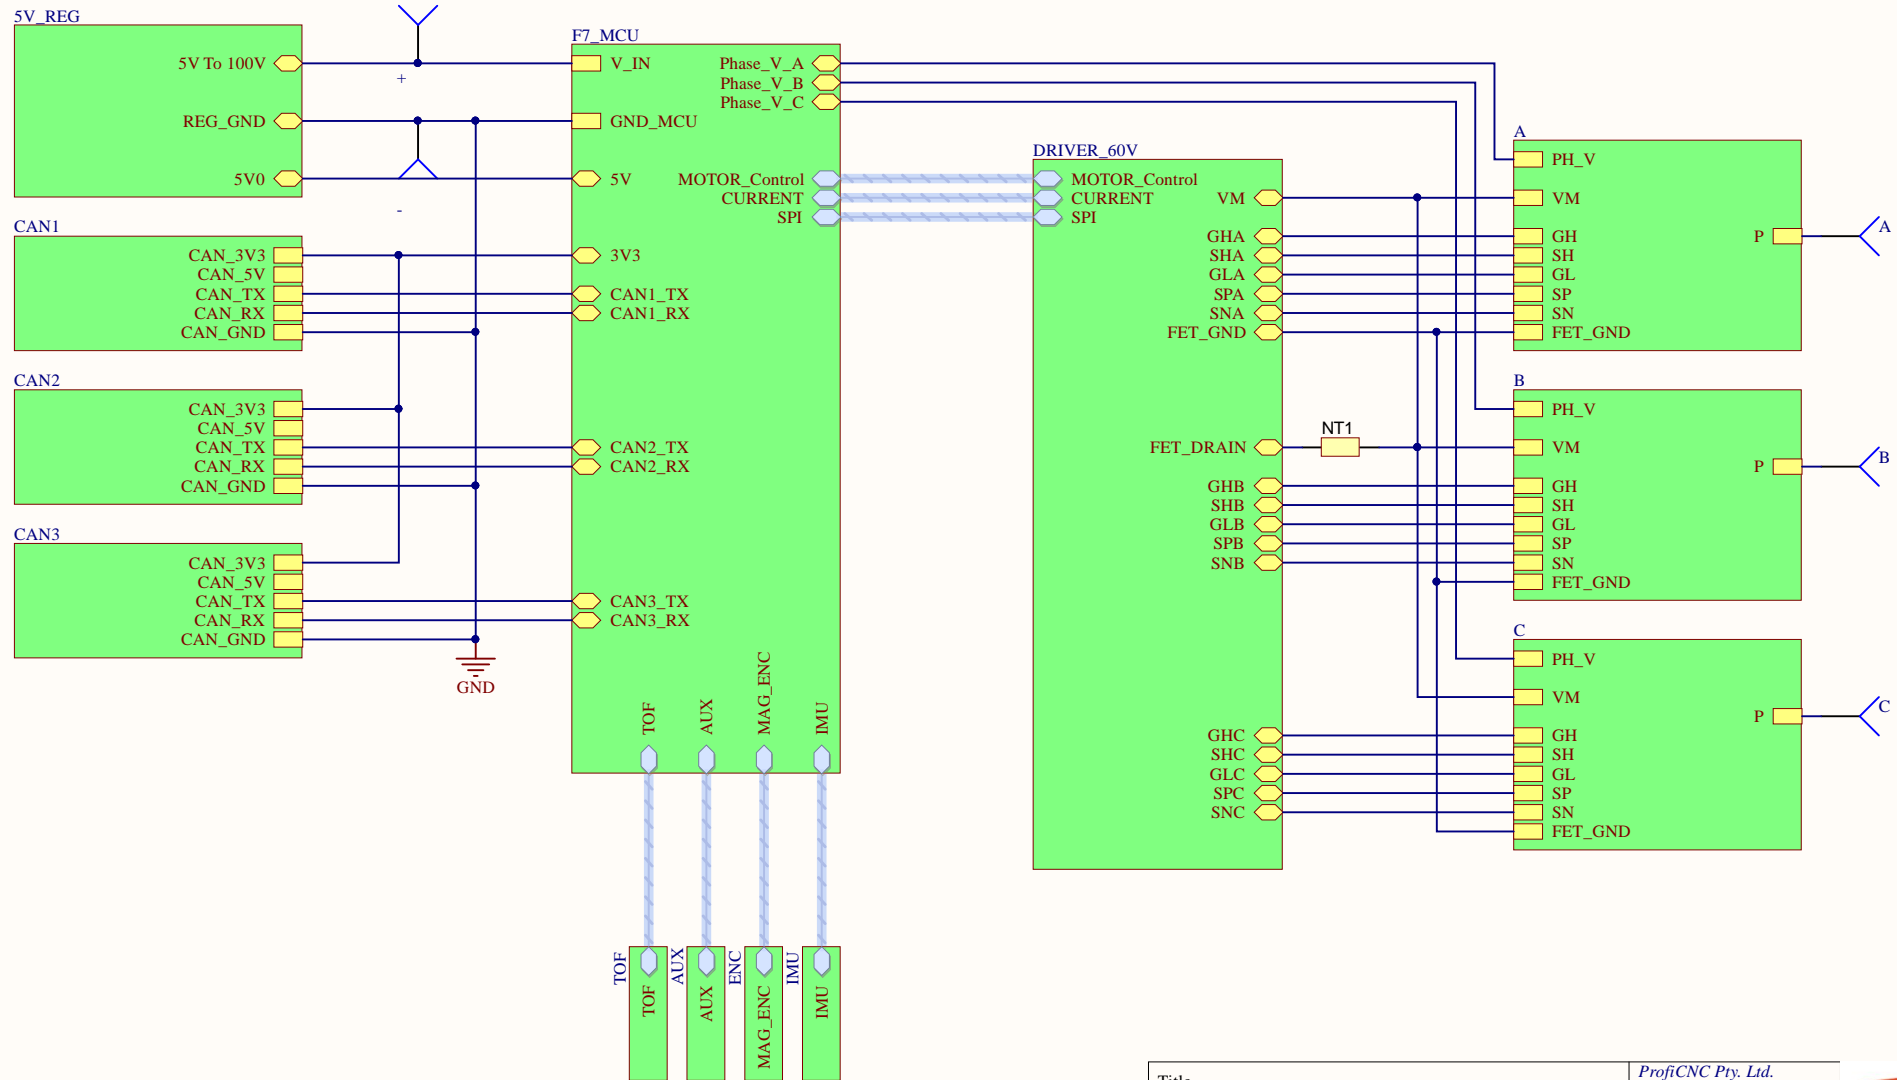 5V_REG
5V To 100V
REG_GND
5V0
+
-
CAN1
CAN_3V3
CAN_5V
CAN_TX
CAN_RX
CAN_GND
CAN2
CAN_3V3
CAN_5V
CAN_TX
CAN_RX
CAN_GND
CAN3
CAN_3V3
CAN_5V
CAN_TX
CAN_RX
CAN_GND
GND
F7_MCU
V_IN
GND_MCU
5V
3V3
CAN1_TX
CAN1_RX
CAN2_TX
CAN2_RX
CAN3_TX
CAN3_RX
Phase_V_A
Phase_V_B
Phase_V_C
MOTOR_Control
CURRENT
SPI
TOF
AUX
MAG_ENC
IMU
TOF
TOF
AUX
AUX
ENC
MAG_ENC
IMU
IMU
DRIVER_60V
MOTOR_Control
CURRENT
SPI
VM
GHA
SHA
GLA
SPA
SNA
FET_GND
FET_DRAIN
GHB
SHB
GLB
SPB
SNB
GHC
SHC
GLC
SPC
SNC
NT1
A
PH_V
VM
GH
SH
GL
SP
SN
FET_GND
P
A
B
PH_V
VM
GH
SH
GL
SP
SN
FET_GND
P
B
C
PH_V
VM
GH
SH
GL
SP
SN
FET_GND
P
C
Title
ProfiCNC Pty. Ltd.